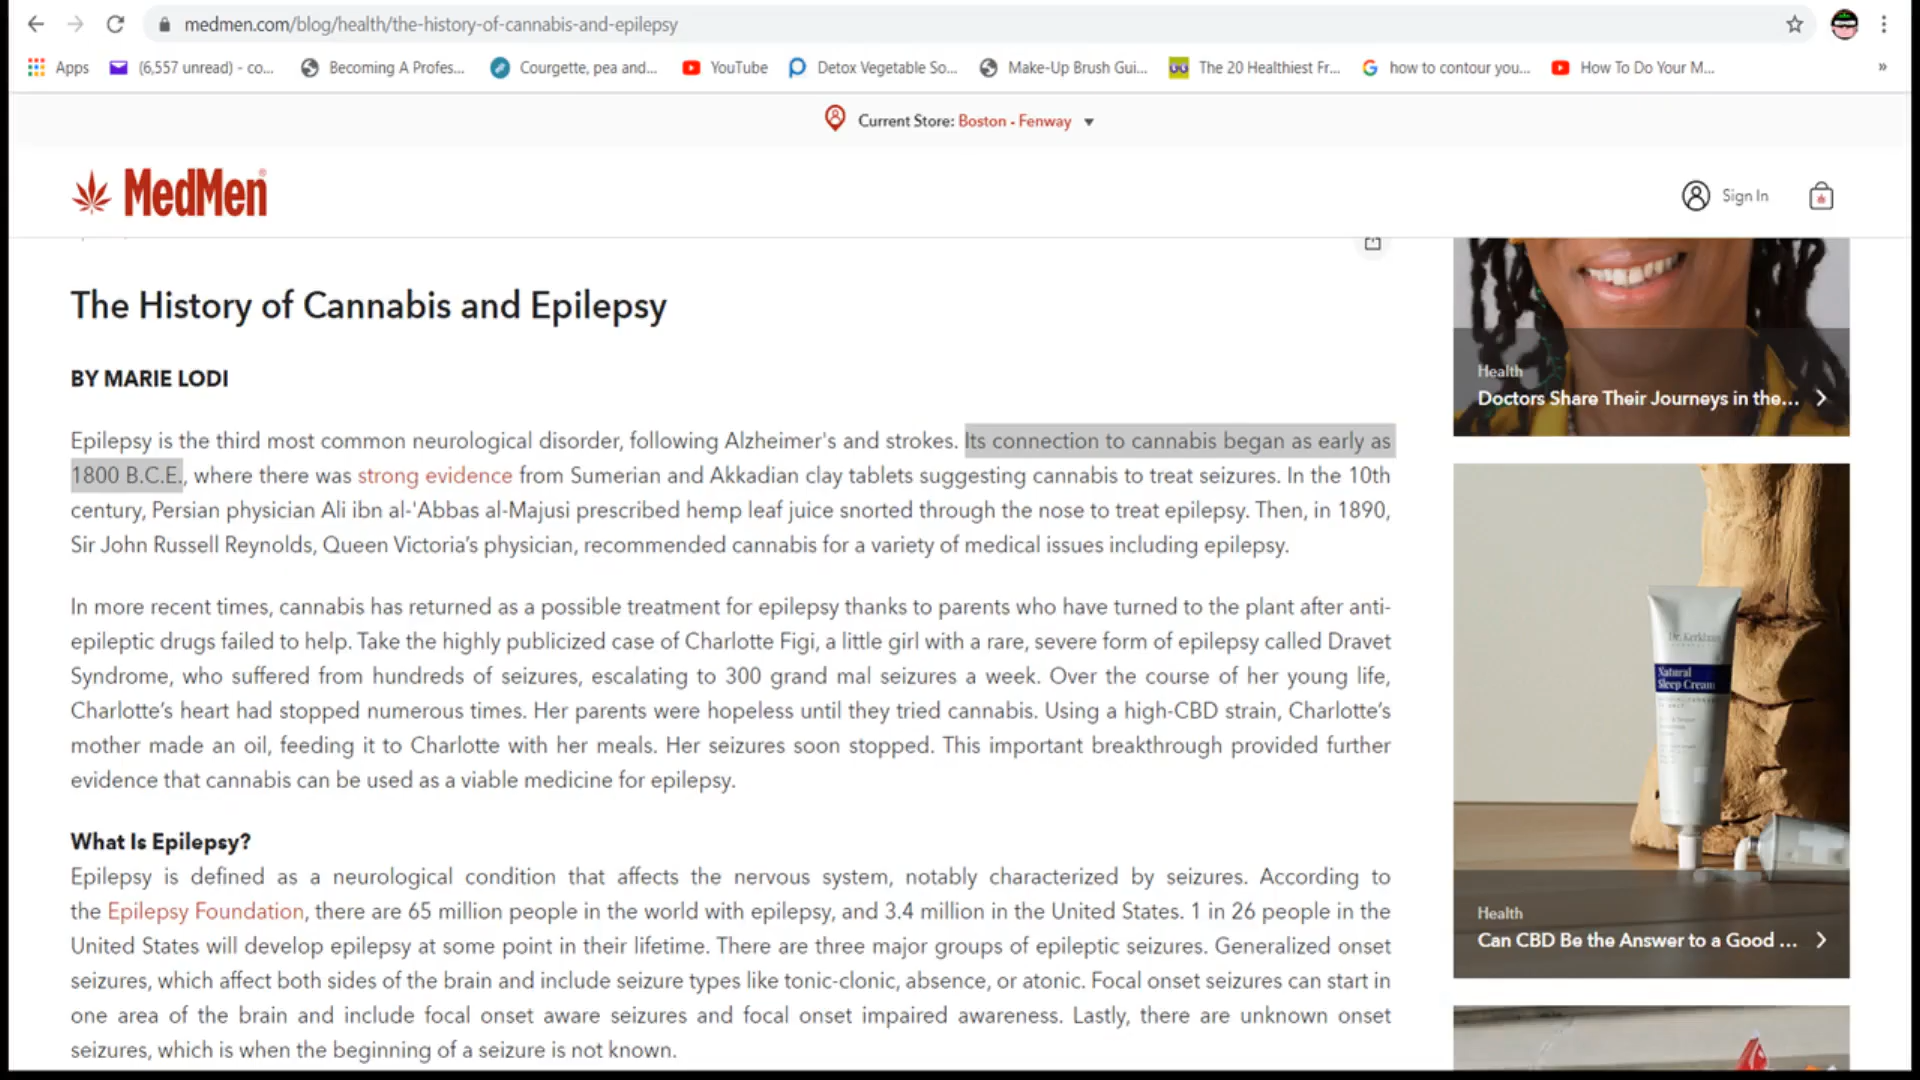 medmen.com/blog/health/the-history-of-cannabis-and-epilepsy
Apps
(6,557 unread) - co...
Becoming A Profes...
Courgette, pea and...
YouTube
Detox Vegetable So...
Make-Up Brush Gui...
The 20 Healthiest Fr...
how to contour you...
How To Do Your M...
»
Current Store: Boston - Fenway
MedMen®
Sign In
The History of Cannabis and Epilepsy
BY MARIE LODI
Epilepsy is the third most common neurological disorder, following Alzheimer's and strokes. Its connection to cannabis began as early as
1800 B.C.E., where there was strong evidence from Sumerian and Akkadian clay tablets suggesting cannabis to treat seizures. In the 10th
century, Persian physician Ali ibn al-'Abbas al-Majusi prescribed hemp leaf juice snorted through the nose to treat epilepsy. Then, in 1890,
Sir John Russell Reynolds, Queen Victoria’s physician, recommended cannabis for a variety of medical issues including epilepsy.
In more recent times, cannabis has returned as a possible treatment for epilepsy thanks to parents who have turned to the plant after anti-
epileptic drugs failed to help. Take the highly publicized case of Charlotte Figi, a little girl with a rare, severe form of epilepsy called Dravet
Syndrome, who suffered from hundreds of seizures, escalating to 300 grand mal seizures a week. Over the course of her young life,
Charlotte’s heart had stopped numerous times. Her parents were hopeless until they tried cannabis. Using a high-CBD strain, Charlotte’s
mother made an oil, feeding it to Charlotte with her meals. Her seizures soon stopped. This important breakthrough provided further
evidence that cannabis can be used as a viable medicine for epilepsy.
What Is Epilepsy?
Epilepsy is defined as a neurological condition that affects the nervous system, notably characterized by seizures. According to
the Epilepsy Foundation, there are 65 million people in the world with epilepsy, and 3.4 million in the United States. 1 in 26 people in the
United States will develop epilepsy at some point in their lifetime. There are three major groups of epileptic seizures. Generalized onset
seizures, which affect both sides of the brain and include seizure types like tonic-clonic, absence, or atonic. Focal onset seizures can start in
one area of the brain and include focal onset aware seizures and focal onset impaired awareness. Lastly, there are unknown onset
seizures, which is when the beginning of a seizure is not known.
Health
Doctors Share Their Journeys in the...
Dr. Kerklaan
Natural
Sleep Cream
Health
Can CBD Be the Answer to a Good ...